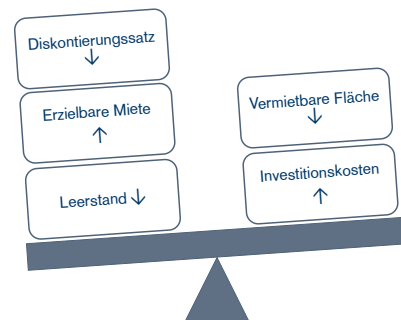 Diskontierungssatz
↓
Erzielbare Miete
↑
Leerstand ↓
Vermietbare Fläche
↓
Investitionskosten
↑